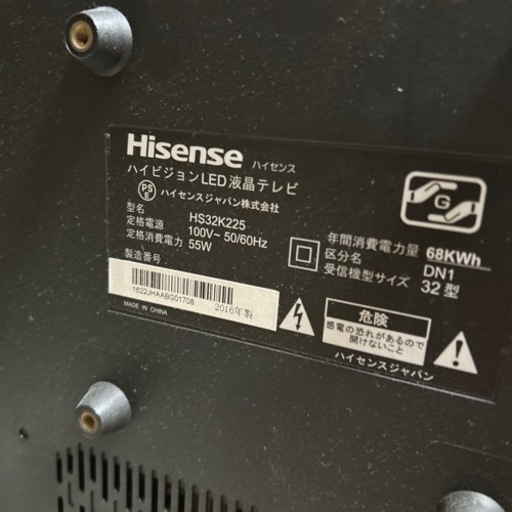 Hisense ハイセンス
ハイビジョンLED液晶テレビ
PS E ハイセンスジャパン株式会社
型名 HS32K225
定格電源 100V~ 50/60Hz
定格消費電力 55W
製造番号
1622JHAABG01708 2016年製
MADE IN CHINA
G
年間消費電力量 68KWh
区分名 DN1
受信機型サイズ 32型
危険
感電の恐れがあるので
開けないこと
ハイセンスジャパン